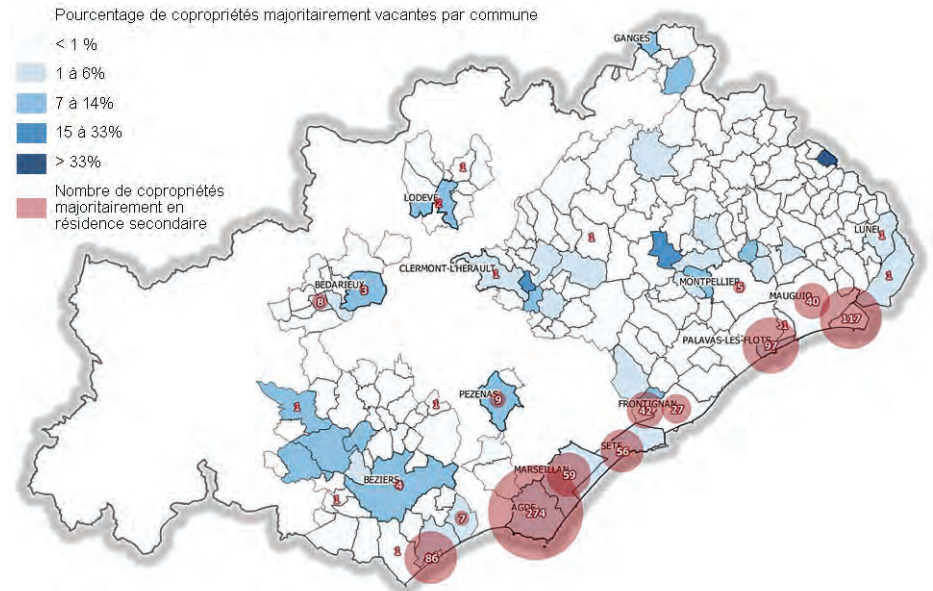 Pourcentage de copropriétés majoritairement vacantes par commune
< 1 %
1 à 6%
7 à 14%
15 à 33%
> 33%
Nombre de copropriétés
majoritairement en
résidence secondaire
GANGES
1
LODEVE
2
1
LUNEL
1
CLERMONT-L'HERAULT
1
1
BEDARIEUX
3
8
MONTPELLIER
5
MAUGUIO
40
117
PALAVAS-LES-FLOTS
97
PEZENAS
9
1
1
FRONTIGNAN
42
27
SETE
56
MARSEILLAN
59
BEZIERS
4
1
AGDE
274
7
1
86